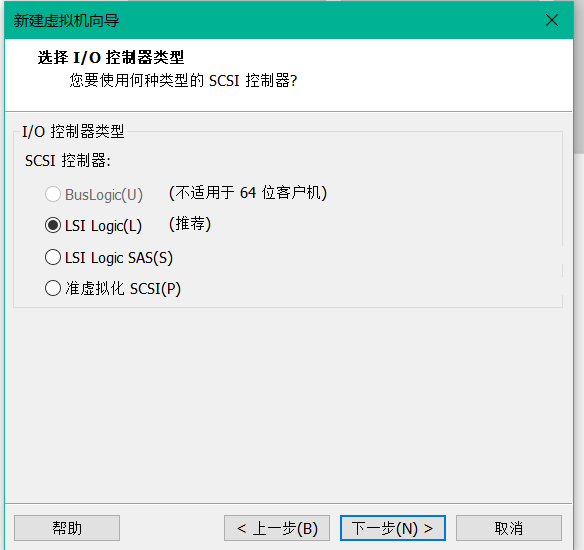 新建虚拟机向导
选择 I/O 控制器类型
您要使用何种类型的 SCSI 控制器?
I/O 控制器类型
SCSI 控制器:
BusLogic(U) (不适用于 64 位客户机)
LSI Logic(L) (推荐)
LSI Logic SAS(S)
准虚拟化 SCSI(P)
帮助 < 上一步(B) 下一步(N) > 取消